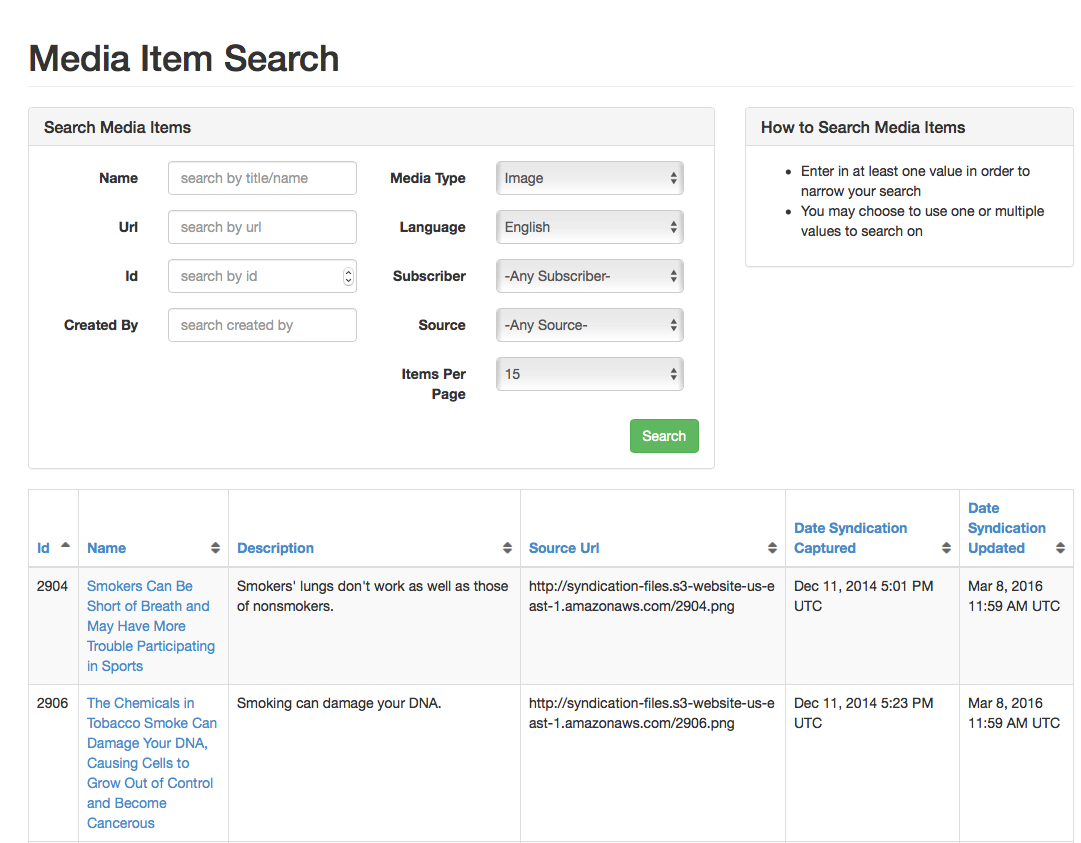 Media Item Search
Search Media Items
Name search by title/name Media Type Image
Url search by url Language English
Id search by id Subscriber -Any Subscriber-
Created By search created by Source -Any Source-
Items Per
Page 15
Search
How to Search Media Items
Enter in at least one value in order to
narrow your search
You may choose to use one or multiple
values to search on
Id
Name
Description
Source Url
Date Syndication
Captured
Date
Syndication
Updated
2904
Smokers Can Be
Short of Breath and
May Have More
Trouble Participating
in Sports
Smokers' lungs don't work as well as those
of nonsmokers.
http://syndication-files.s3-website-us-e
ast-1.amazonaws.com/2904.png
Dec 11, 2014 5:01 PM
UTC
Mar 8, 2016
11:59 AM UTC
2906
The Chemicals in
Tobacco Smoke Can
Damage Your DNA,
Causing Cells to
Grow Out of Control
and Become
Cancerous
Smoking can damage your DNA.
http://syndication-files.s3-website-us-e
ast-1.amazonaws.com/2906.png
Dec 11, 2014 5:23 PM
UTC
Mar 8, 2016
11:59 AM UTC